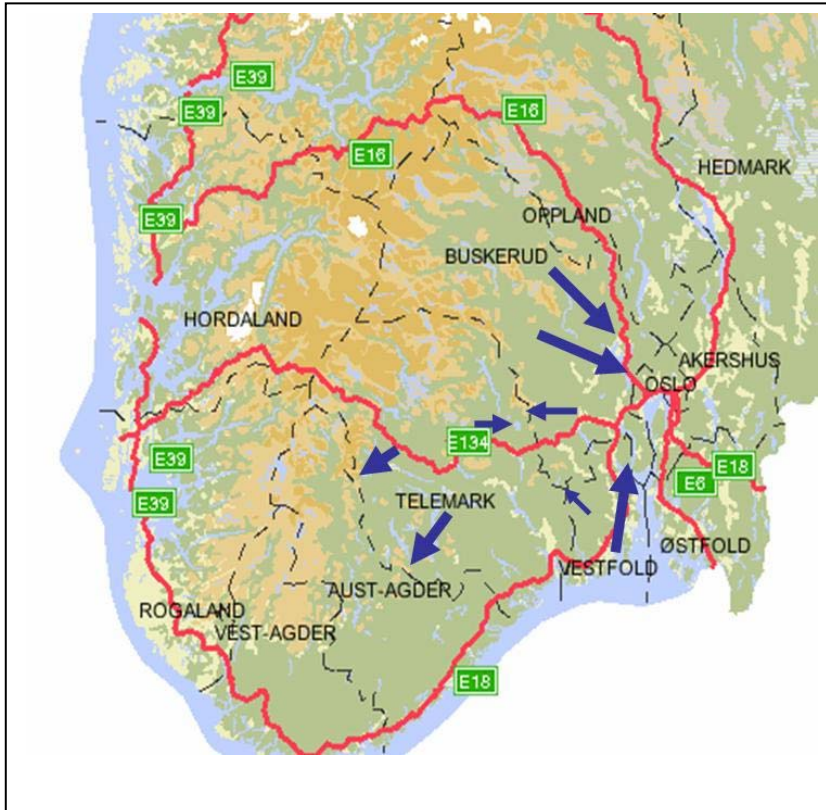 E39
E39
E16
E16
HEDMARK
E39
OPPLAND
BUSKERUD
HORDALAND
AKERSHUS
OSLO
E134
E39
E18
E6
E39
TELEMARK
ØSTFOLD
VESTFOLD
AUST-AGDER
ROGALAND
VEST-AGDER
E18